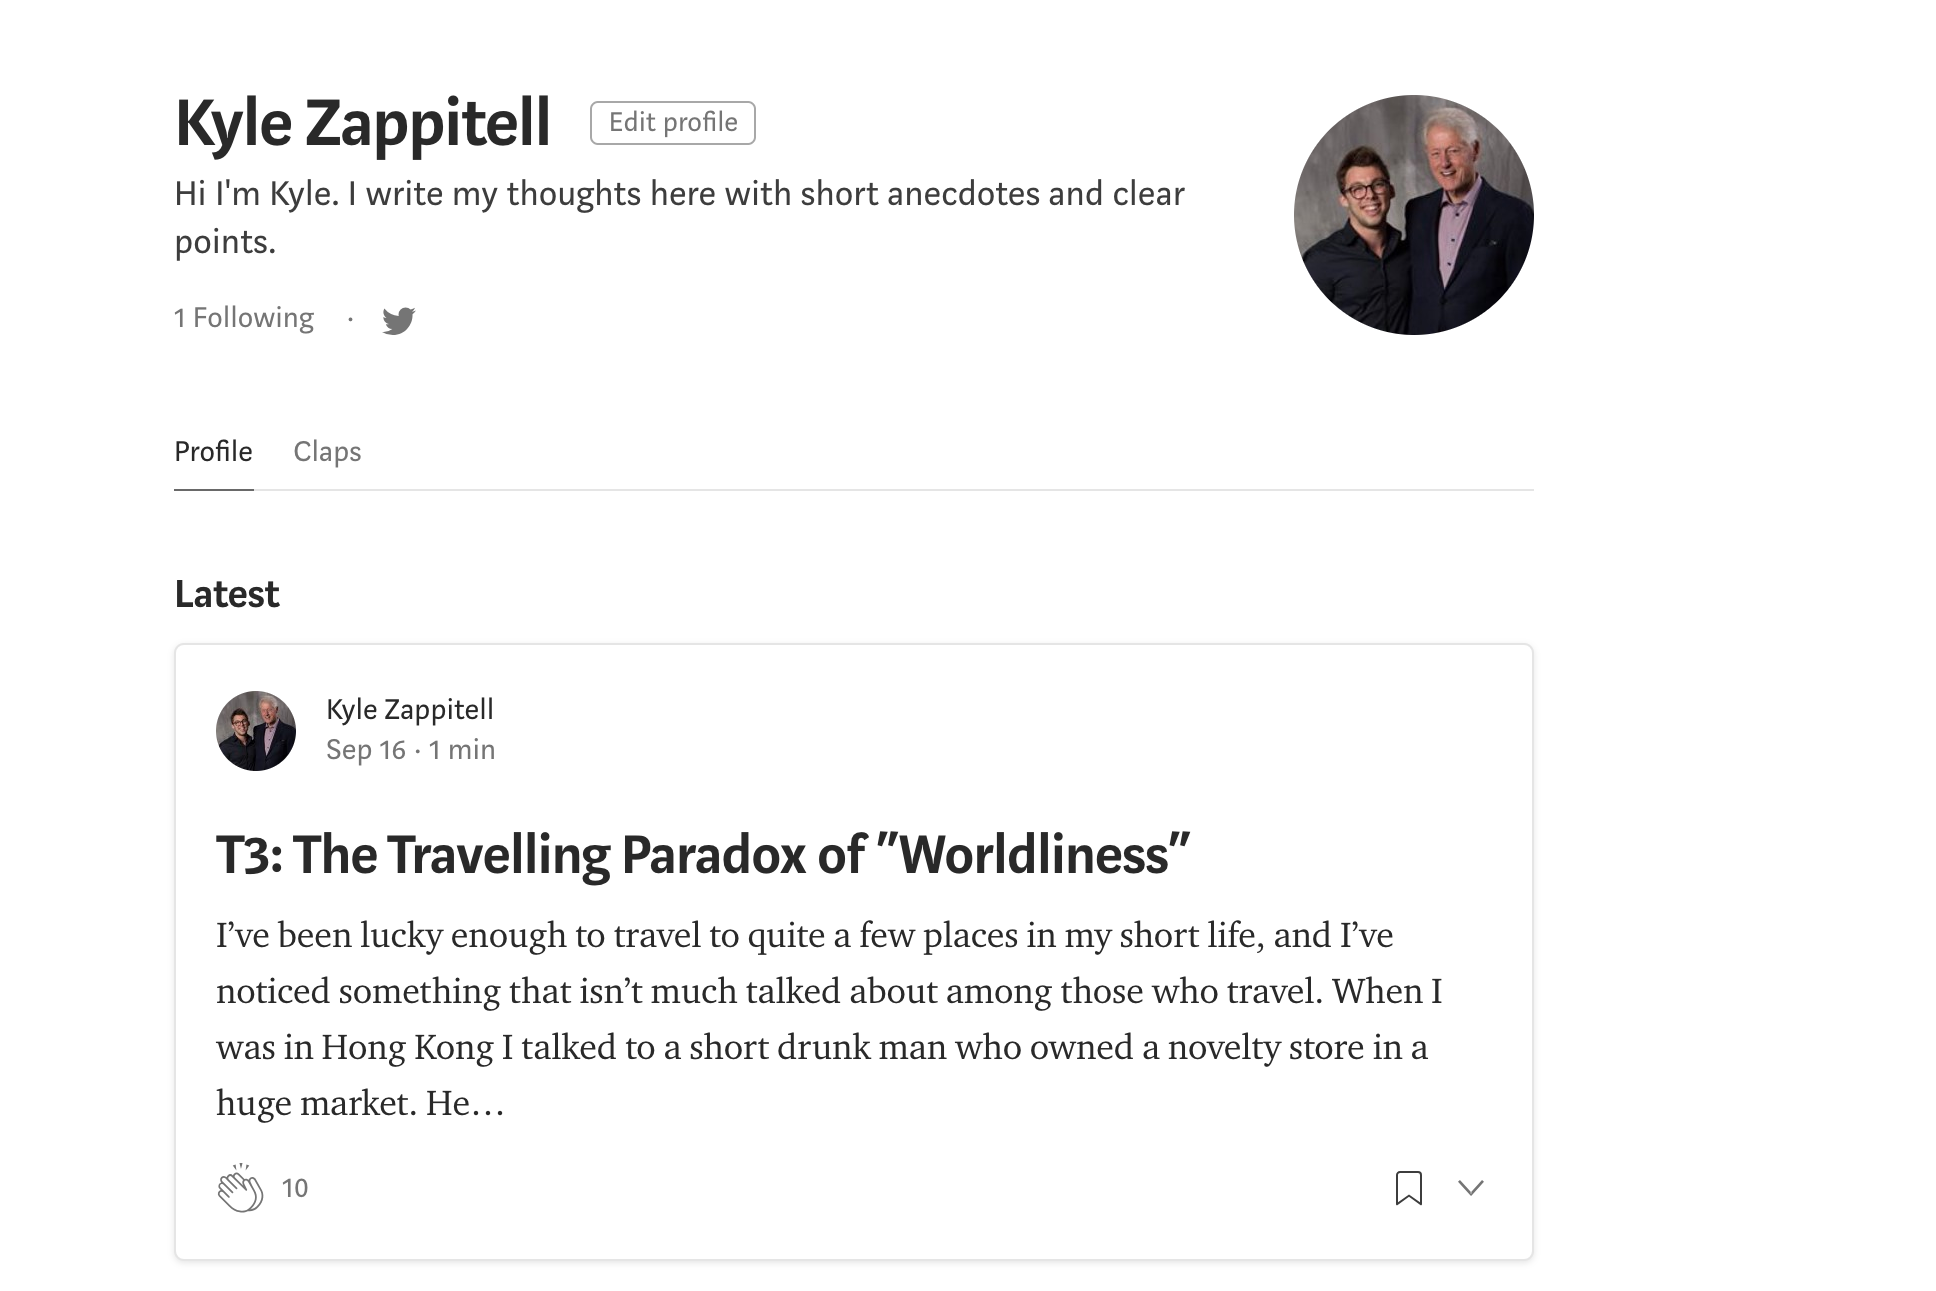 Kyle Zappitell
Edit profile
Hi I'm Kyle. I write my thoughts here with short anecdotes and clear
points.
1 Following ·
Profile Claps
Latest
Kyle Zappitell
Sep 16 · 1 min
T3: The Travelling Paradox of "Worldliness"
I’ve been lucky enough to travel to quite a few places in my short life, and I’ve
noticed something that isn’t much talked about among those who travel. When I
was in Hong Kong I talked to a short drunk man who owned a novelty store in a
huge market. He…
10